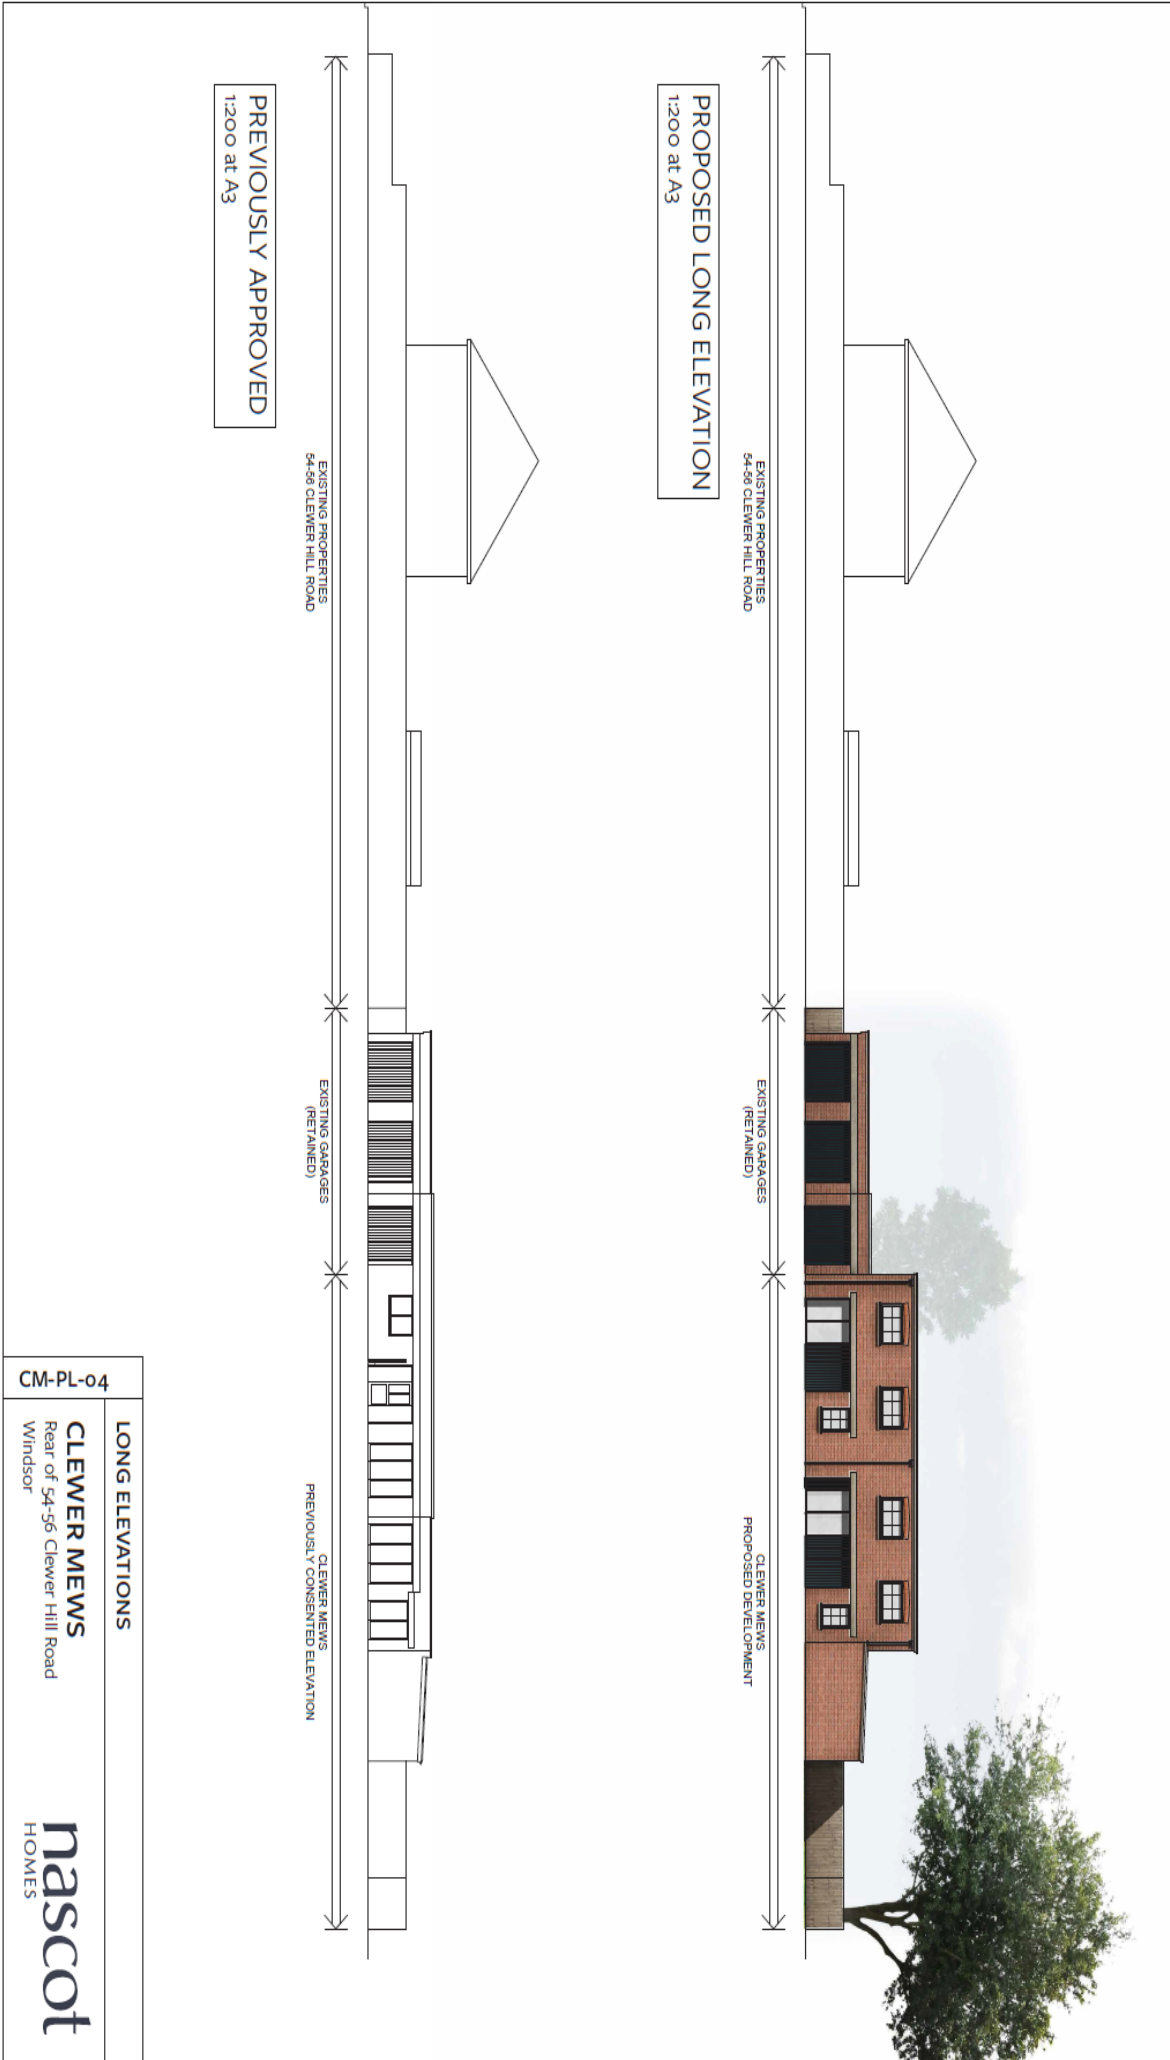 PROPOSED LONG ELEVATION
1:200 at A3
EXISTING PROPERTIES
54-56 CLEWER HILL ROAD
EXISTING GARAGES
(RETAINED)
CLEWER MEWS
PROPOSED DEVELOPMENT
PREVIOUSLY APPROVED
1:200 at A3
EXISTING PROPERTIES
54-56 CLEWER HILL ROAD
EXISTING GARAGES
(RETAINED)
CLEWER MEWS
PREVIOUSLY CONSENTED ELEVATION
LONG ELEVATIONS
CM-PL-04
CLEWER MEWS
Rear of 54-56 Clewer Hill Road
Windsor
nascot
HOMES